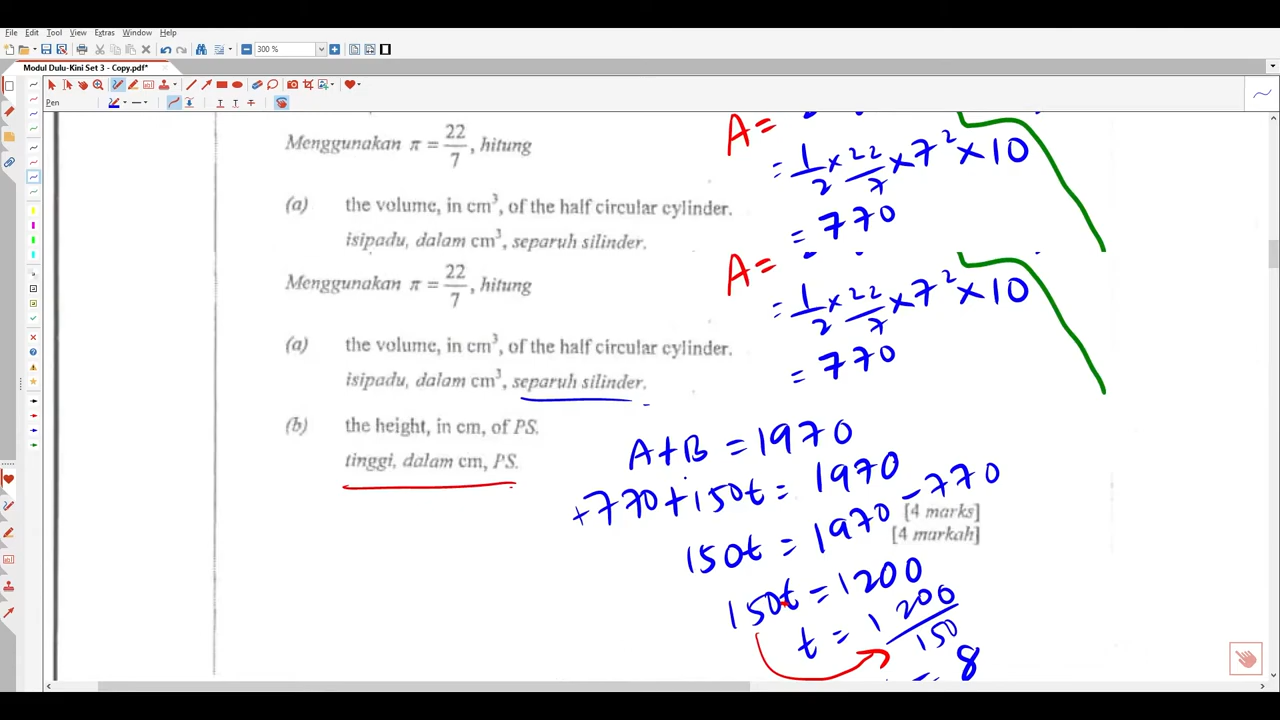 File Edit View Tool Extras Window Help
300 %
Modul Dulu-Kini Set 3 - Copy.pdf*
Pen
Menggunakan π = 22/7, hitung
A =
= 1/2 × 22/7 × 7² × 10
(a) the volume, in cm³, of the half circular cylinder.
= 770
isipadu, dalam cm³, separuh silinder.
A =
Menggunakan π = 22/7, hitung
= 1/2 × 22/7 × 7² × 10
(a) the volume, in cm³, of the half circular cylinder.
= 770
isipadu, dalam cm³, separuh silinder.
(b) the height, in cm, of PS.
A+B = 1970
tinggi, dalam cm, PS.
+770+150t = 1970
150t = 1970 - 770
[4 marks]
[4 markah]
150t = 1200
t = 1200/150
= 8